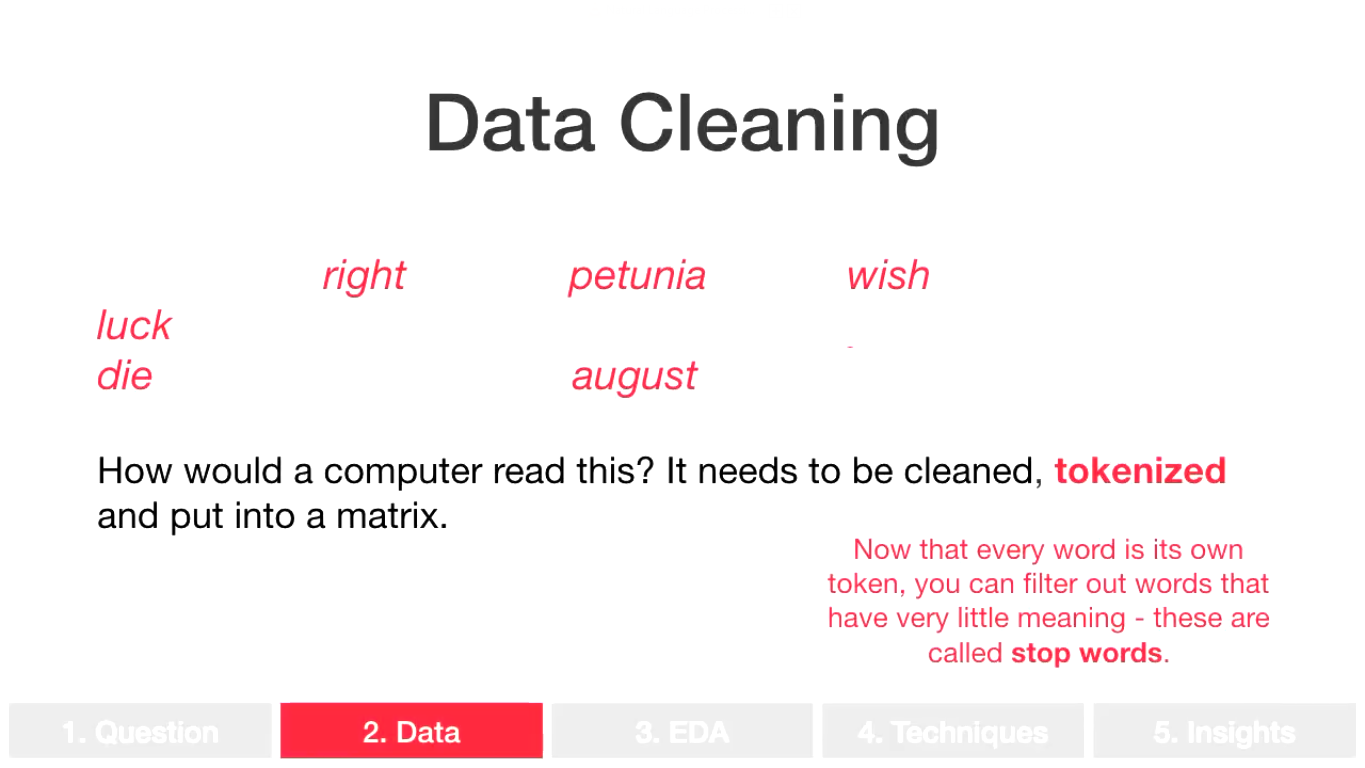 Data Cleaning
right petunia wish
luck
die august
How would a computer read this? It needs to be cleaned, tokenized
and put into a matrix.
Now that every word is its own
token, you can filter out words that
have very little meaning - these are
called stop words.
1. Question 2. Data 3. EDA 4. Techniques 5. Insights